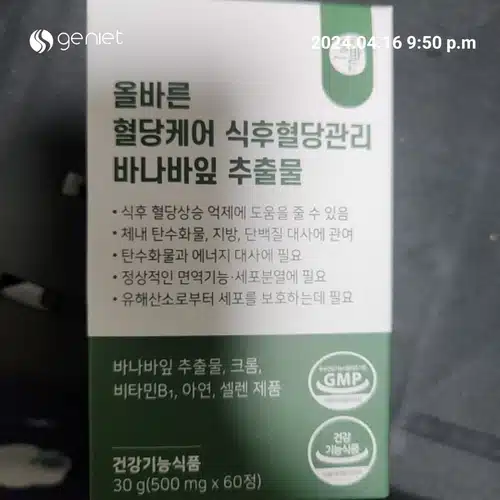 geniet
2024.04.16 9:50 p.m
올바른
혈당케어 식후혈당관리
바나바잎 추출물
• 식후 혈당상승 억제에 도움을 줄 수 있음
• 체내 탄수화물, 지방, 단백질 대사에 관여
• 탄수화물과 에너지 대사에 필요
• 정상적인 면역기능·세포분열에 필요
• 유해산소로부터 세포를 보호하는데 필요
바나바잎 추출물, 크롬,
비타민B₁, 아연, 셀렌 제품
GMP
건강
기능식품
건강기능식품
30 g(500 mg x 60정)